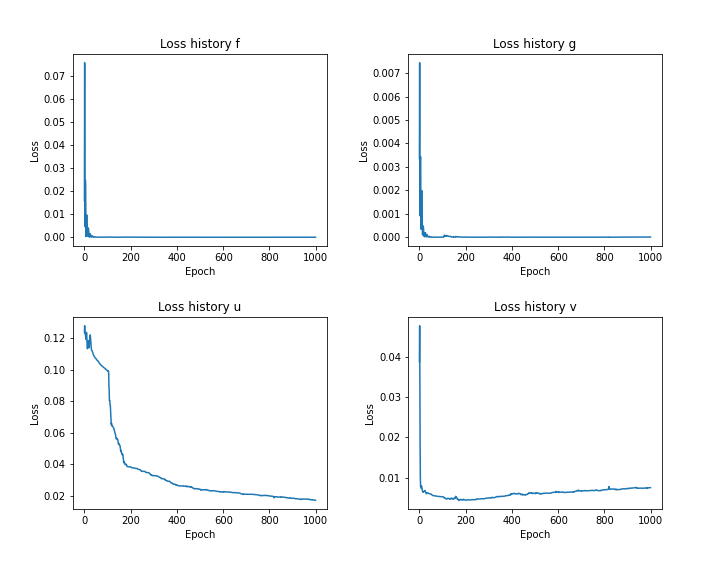 Loss history f
Loss
0.07
0.06
0.05
0.04
0.03
0.02
0.01
0.00
0 200 400 600 800 1000
Epoch
Loss history g
Loss
0.007
0.006
0.005
0.004
0.003
0.002
0.001
0.000
0 200 400 600 800 1000
Epoch
Loss history u
Loss
0.12
0.10
0.08
0.06
0.04
0.02
0 200 400 600 800 1000
Epoch
Loss history v
Loss
0.04
0.03
0.02
0.01
0 200 400 600 800 1000
Epoch